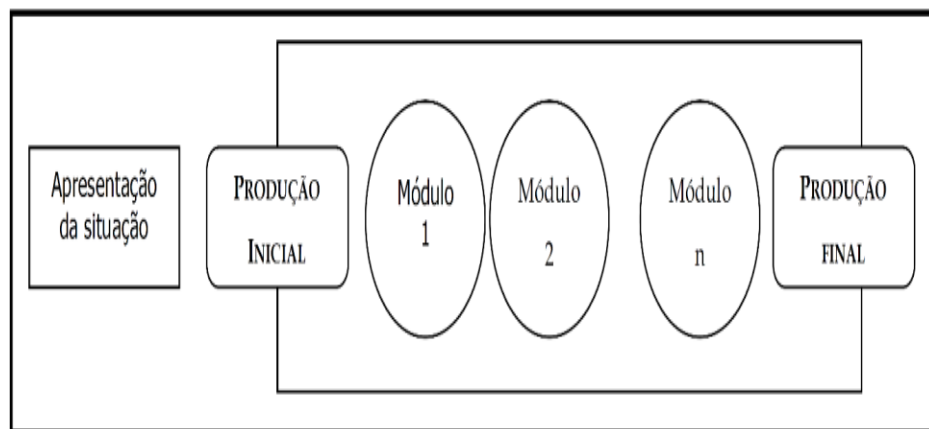 Apresentação
da situação
PRODUÇÃO
INICIAL
Módulo
1
Módulo
2
Módulo
n
PRODUÇÃO
FINAL